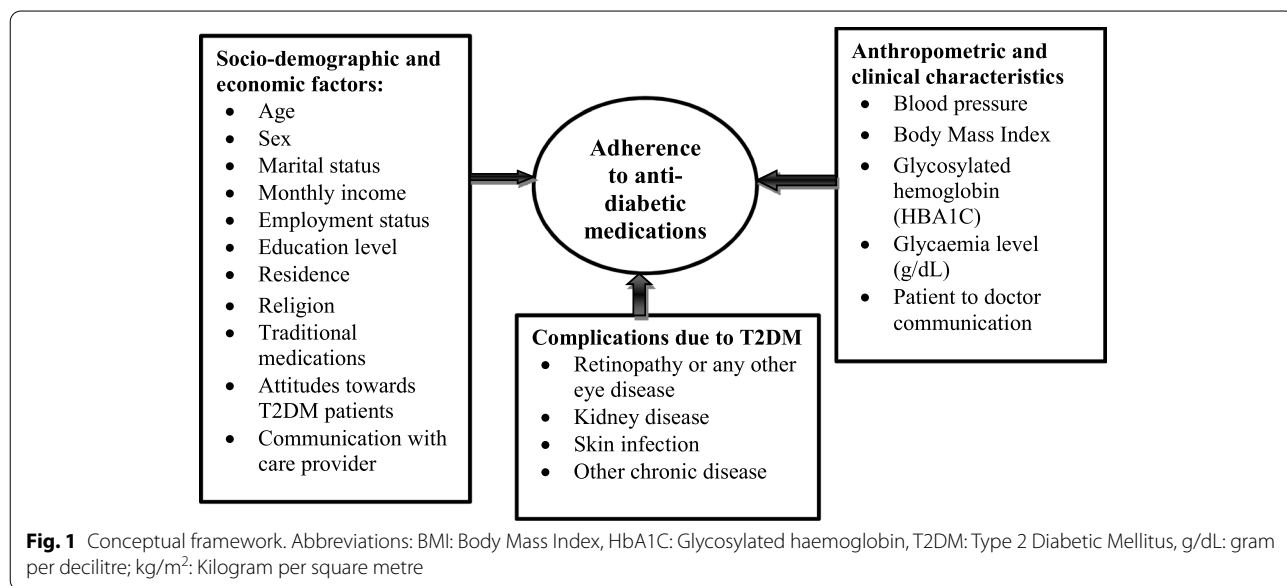 Socio-demographic and
economic factors:
• Age
• Sex
• Marital status
• Monthly income
• Employment status
• Education level
• Residence
• Religion
• Traditional
medications
• Attitudes towards
T2DM patients
• Communication with
care provider
Adherence
to anti-
diabetic
medications
Anthropometric and
clinical characteristics
• Blood pressure
• Body Mass Index
• Glycosylated
hemoglobin
(HBA1C)
• Glycaemia level
(g/dL)
• Patient to doctor
communication
Complications due to T2DM
• Retinopathy or any other
eye disease
• Kidney disease
• Skin infection
• Other chronic disease
Fig. 1 Conceptual framework. Abbreviations: BMI: Body Mass Index, HbA1C: Glycosylated haemoglobin, T2DM: Type 2 Diabetic Mellitus, g/dL: gram
per decilitre; kg/m²: Kilogram per square metre